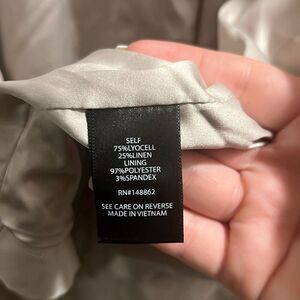 SELF
75%LYOCELL
25%LINEN
LINING
97%POLYESTER
3%SPANDEX
RN#148862
SEE CARE ON REVERSE
MADE IN VIETNAM